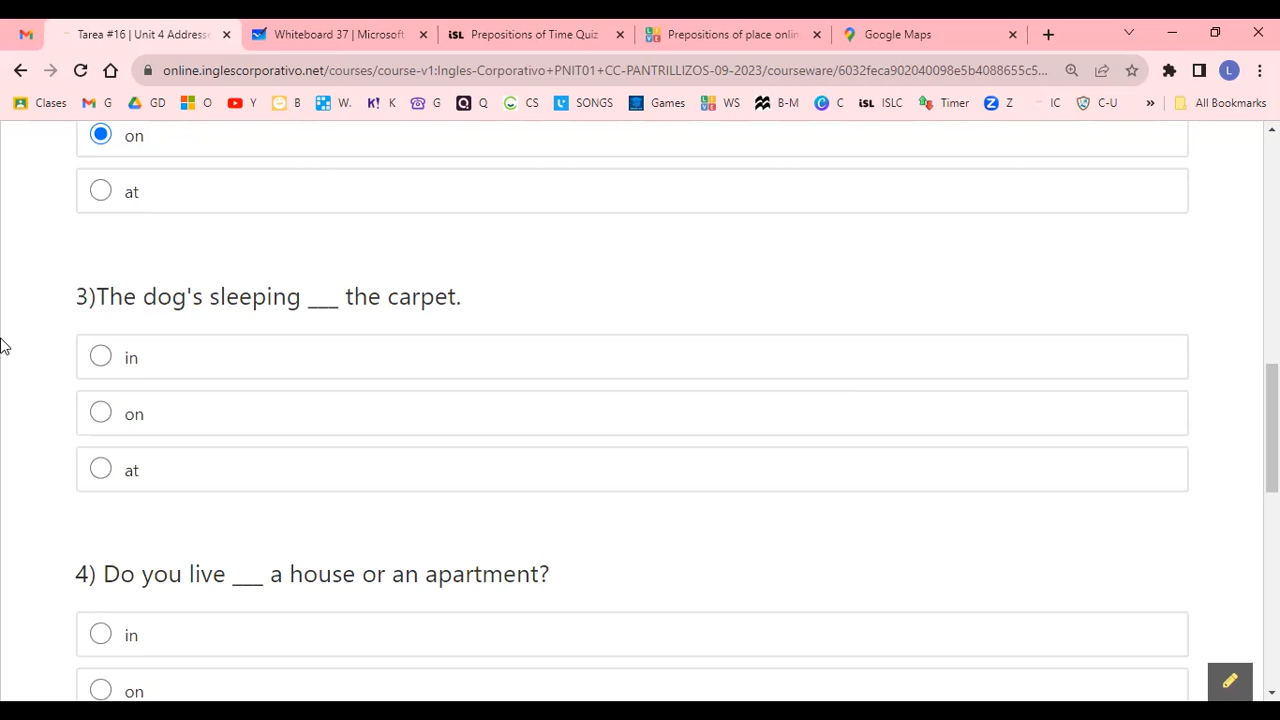 Tarea #16 | Unit 4 Address
Whiteboard 37 | Microsoft
iSL Prepositions of Time Quiz
Prepositions of place onlin
Google Maps
online.inglescorporativo.net/courses/course-v1:Ingles-Corporativo+PNIT01+CC-PANTRILLIZOS-09-2023/courseware/6032feca902040098e5b4088655c5...
L
Clases M G GD O Y B W. K! K G Q CS SONGS Games WS B-M C iSL ISLC Timer Z IC C-U » All Bookmarks
on
at
3)The dog's sleeping ___ the carpet.
in
on
at
4) Do you live ___ a house or an apartment?
in
on